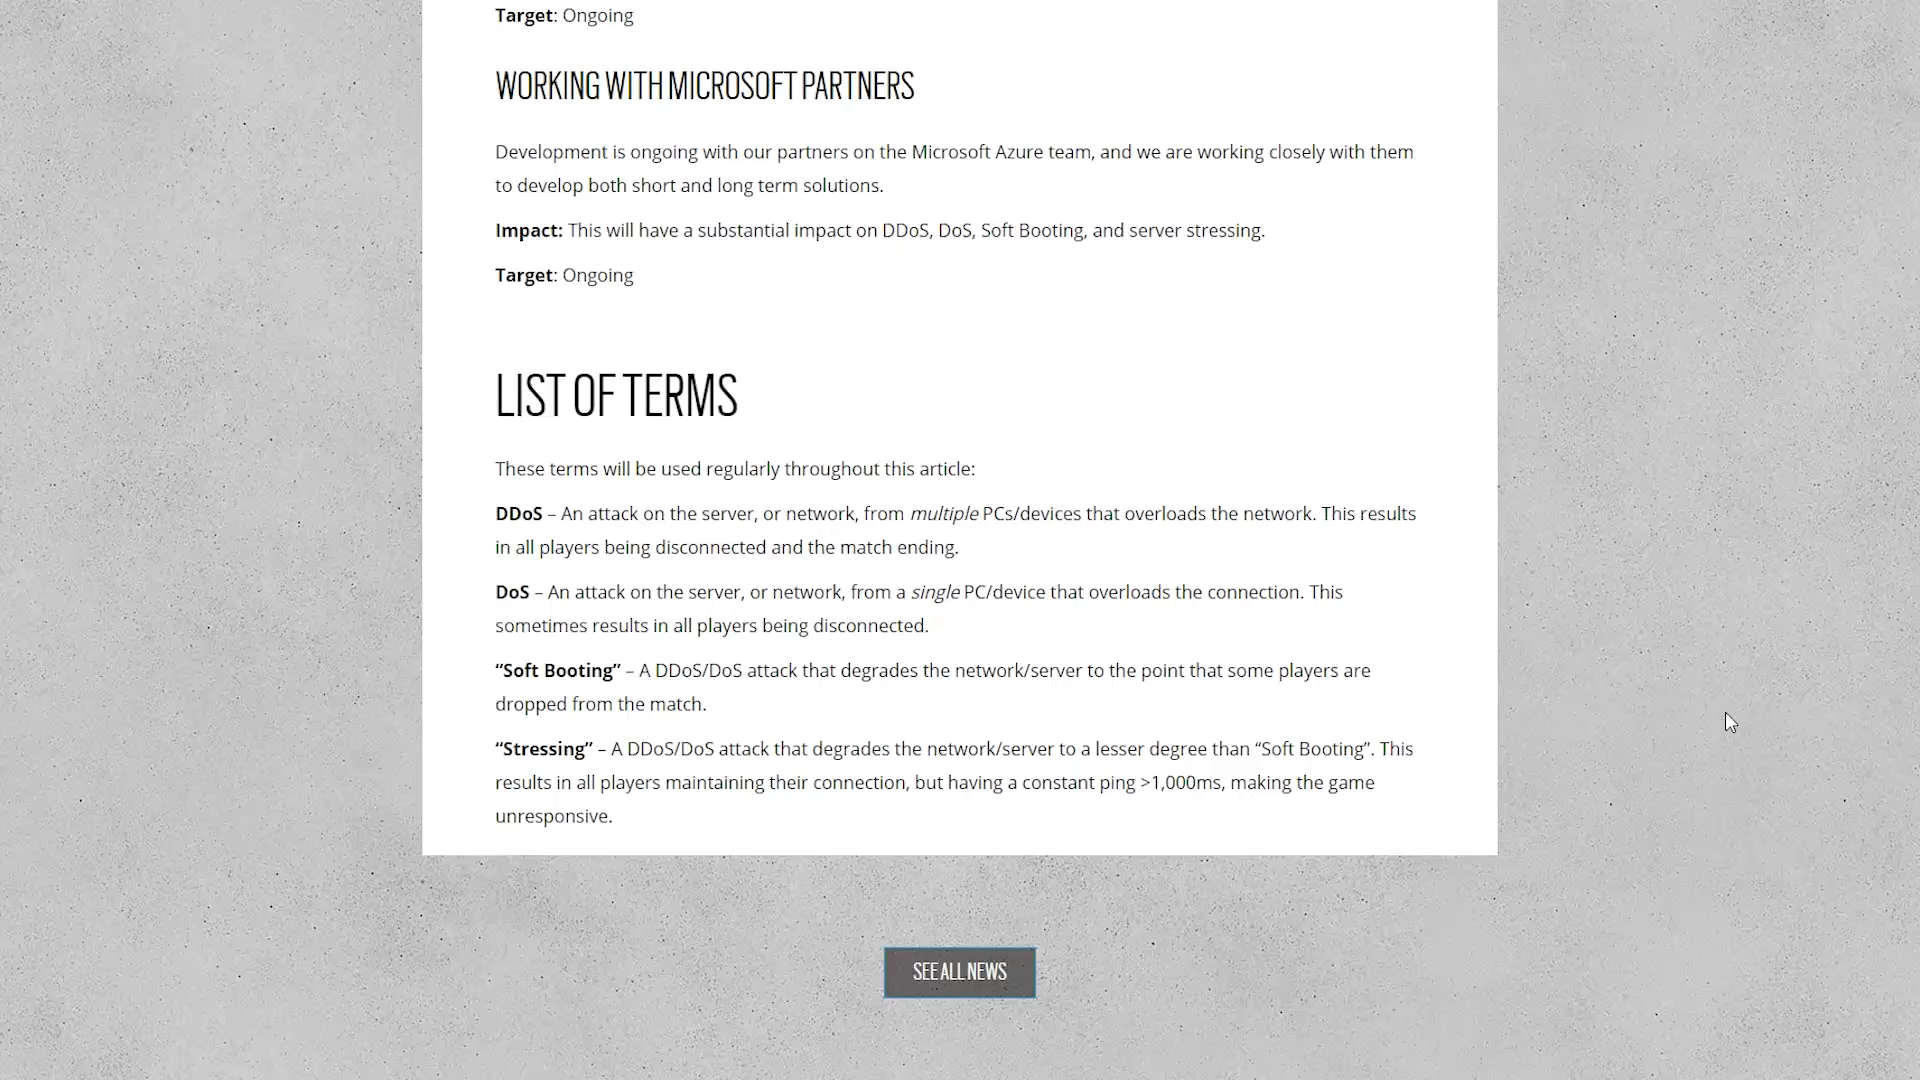 Target: Ongoing
WORKING WITH MICROSOFT PARTNERS
Development is ongoing with our partners on the Microsoft Azure team, and we are working closely with them
to develop both short and long term solutions.
Impact: This will have a substantial impact on DDoS, DoS, Soft Booting, and server stressing.
Target: Ongoing
LIST OF TERMS
These terms will be used regularly throughout this article:
DDoS – An attack on the server, or network, from multiple PCs/devices that overloads the network. This results
in all players being disconnected and the match ending.
DoS – An attack on the server, or network, from a single PC/device that overloads the connection. This
sometimes results in all players being disconnected.
“Soft Booting” – A DDoS/DoS attack that degrades the network/server to the point that some players are
dropped from the match.
“Stressing” – A DDoS/DoS attack that degrades the network/server to a lesser degree than “Soft Booting”. This
results in all players maintaining their connection, but having a constant ping >1,000ms, making the game
unresponsive.
SEE ALL NEWS